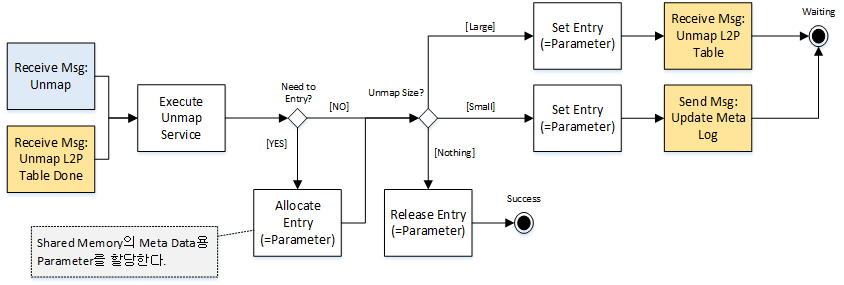 Receive Msg:
Unmap
Receive Msg:
Unmap L2P
Table Done
Execute
Unmap
Service
Need to
Entry?
[NO]
[YES]
Allocate
Entry
(=Parameter)
Shared Memory의 Meta Data용
Parameter를 할당한다.
Unmap Size?
[Large]
[Small]
[Nothing]
Set Entry
(=Parameter)
Receive Msg:
Unmap L2P
Table
Waiting
Set Entry
(=Parameter)
Send Msg:
Update Meta
Log
Release Entry
(=Parameter)
Success